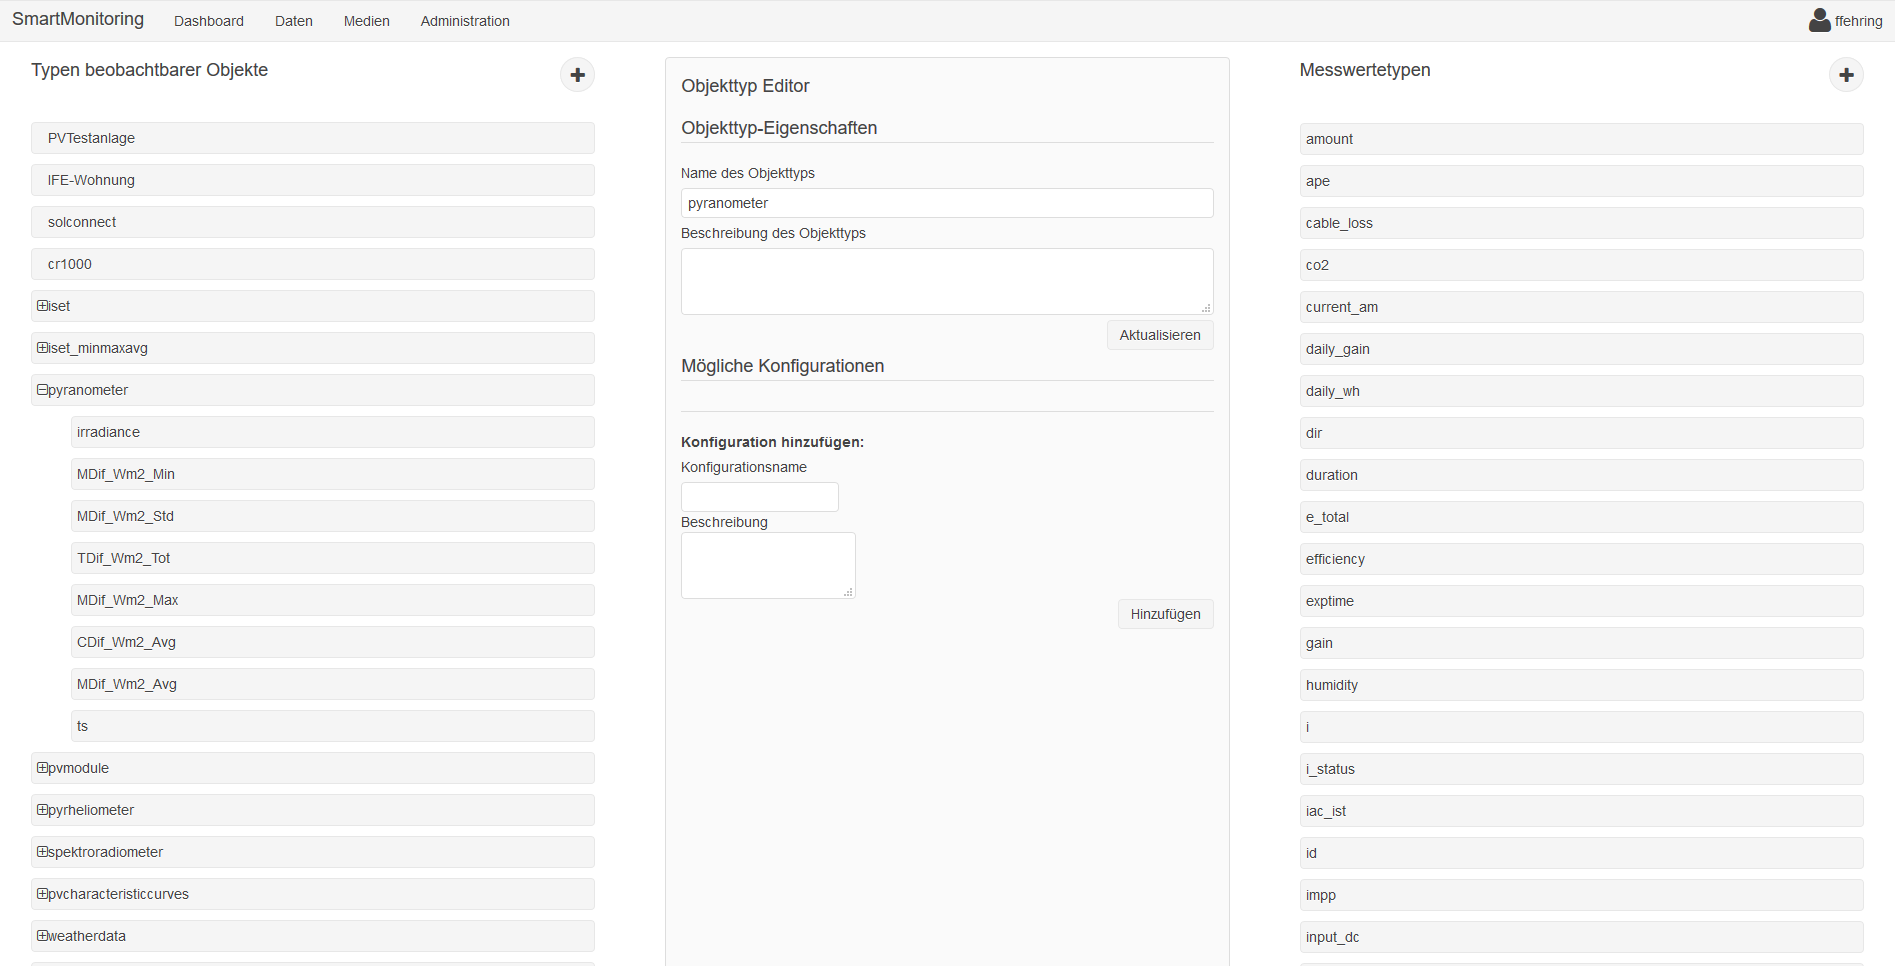 SmartMonitoring Dashboard Daten Medien Administration ffehring
Typen beobachtbarer Objekte
PVTestanlage
IFE-Wohnung
solconnect
cr1000
iset
iset_minmaxavg
pyranometer
irradiance
MDif_Wm2_Min
MDif_Wm2_Std
TDif_Wm2_Tot
MDif_Wm2_Max
CDif_Wm2_Avg
MDif_Wm2_Avg
ts
pvmodule
pyrheliometer
spektroradiometer
pvcharacteristiccurves
weatherdata
Objekttyp Editor
Objekttyp-Eigenschaften
Name des Objekttyps
pyranometer
Beschreibung des Objekttyps
Aktualisieren
Mögliche Konfigurationen
Konfiguration hinzufügen:
Konfigurationsname
Beschreibung
Hinzufügen
Messwertetypen
amount
ape
cable_loss
co2
current_am
daily_gain
daily_wh
dir
duration
e_total
efficiency
exptime
gain
humidity
i
i_status
iac_ist
id
impp
input_dc